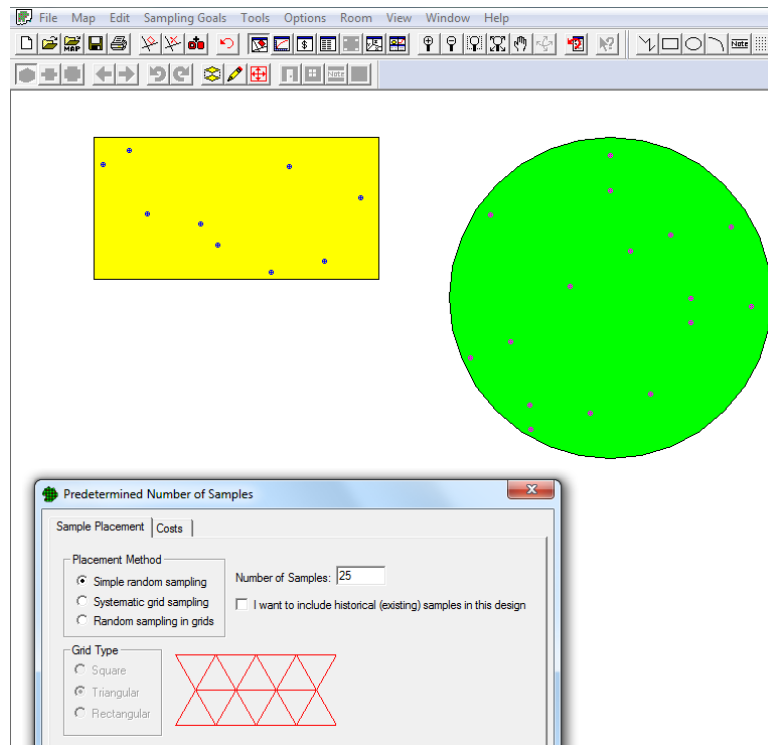 File Map Edit Sampling Goals Tools Options Room View Window Help
MAP
$
Note
Note
Predetermined Number of Samples
Sample Placement Costs
Placement Method
Simple random sampling
Systematic grid sampling
Random sampling in grids
Number of Samples: 25
I want to include historical (existing) samples in this design
Grid Type
Square
Triangular
Rectangular